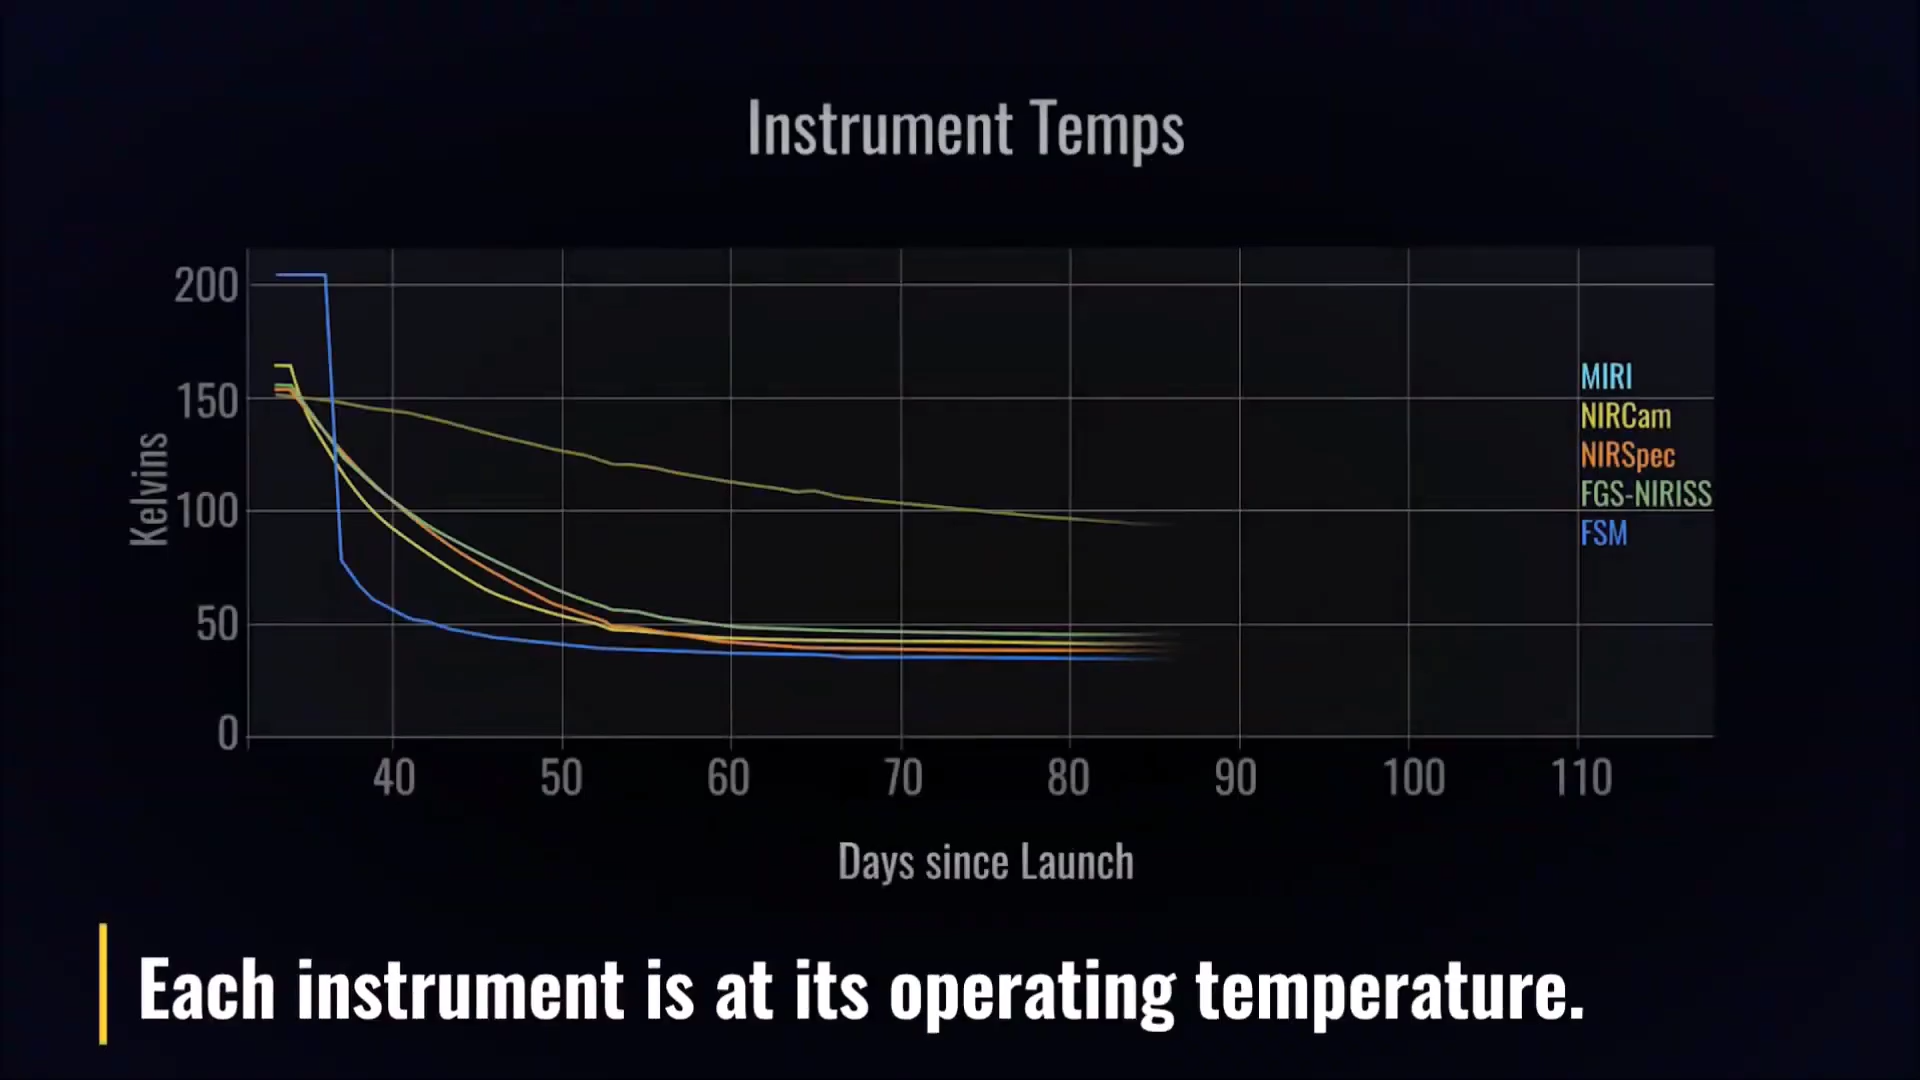 Instrument Temps
200
150
100
50
0
Kelvins
MIRI
NIRCam
NIRSpec
FGS-NIRISS
FSM
40 50 60 70 80 90 100 110
Days since Launch
Each instrument is at its operating temperature.